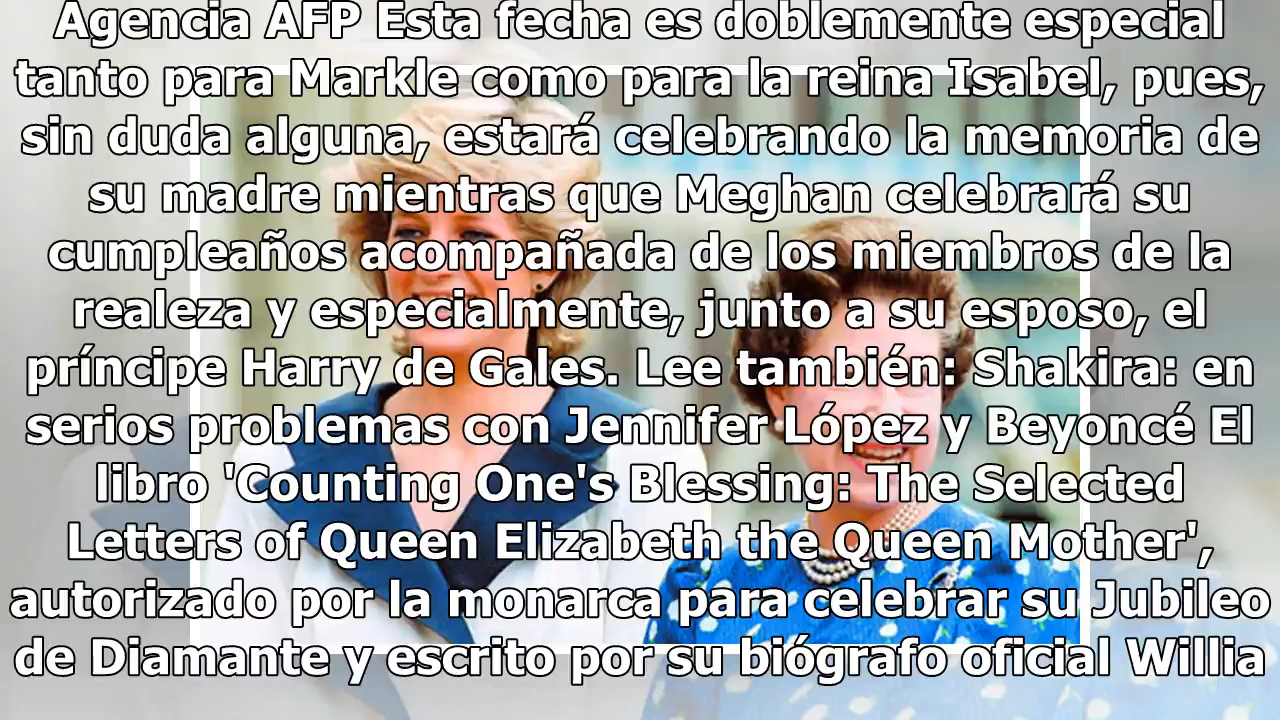 Agencia AFP Esta fecha es doblemente especial
tanto para Markle como para la reina Isabel, pues,
sin duda alguna, estará celebrando la memoria de
su madre mientras que Meghan celebrará su
cumpleaños acompañada de los miembros de la
realeza y especialmente, junto a su esposo, el
príncipe Harry de Gales. Lee también: Shakira: en
serios problemas con Jennifer López y Beyoncé El
libro 'Counting One's Blessing: The Selected
Letters of Queen Elizabeth the Queen Mother',
autorizado por la monarca para celebrar su Jubileo
de Diamante y escrito por su biógrafo oficial Willia